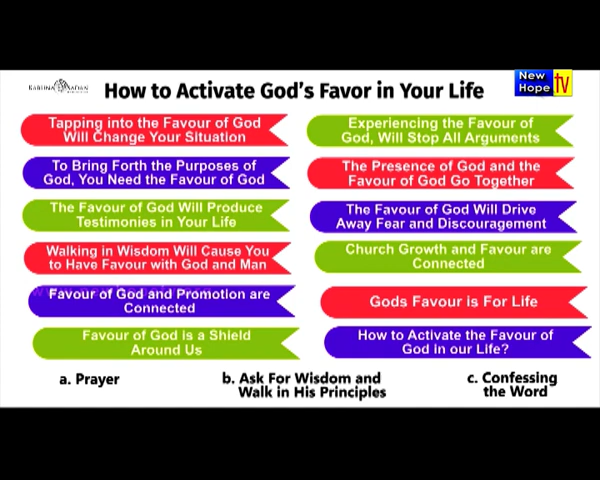 How to Activate God's Favor in Your Life
New
Hope TV
Tapping into the Favour of God
Will Change Your Situation
To Bring Forth the Purposes of
God, You Need the Favour of God
The Favour of God Will Produce
Testimonies in Your Life
Walking in Wisdom Will Cause You
to Have Favour with God and Man
Favour of God and Promotion are
Connected
Favour of God is a Shield
Around Us
Experiencing the Favour of
God, Will Stop All Arguments
The Presence of God and the
Favour of God Go Together
The Favour of God Will Drive
Away Fear and Discouragement
Church Growth and Favour are
Connected
Gods Favour is For Life
How to Activate the Favour of
God in our Life?
a. Prayer
b. Ask For Wisdom and
Walk in His Principles
c. Confessing
the Word